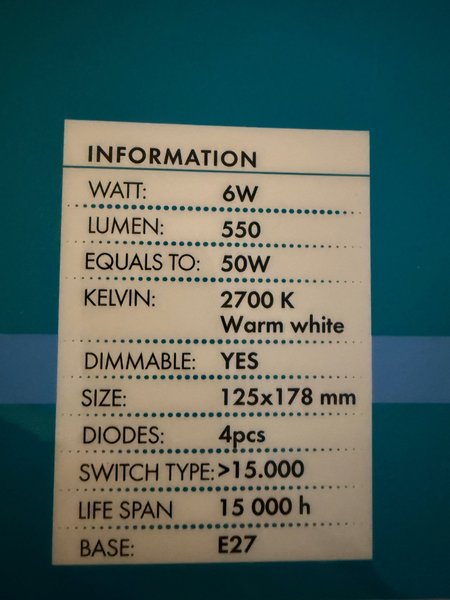 INFORMATION
WATT: 6W
LUMEN: 550
EQUALS TO: 50W
KELVIN: 2700 K
Warm white
DIMMABLE: YES
SIZE: 125x178 mm
DIODES: 4pcs
SWITCH TYPE: >15.000
LIFE SPAN 15 000 h
BASE: E27